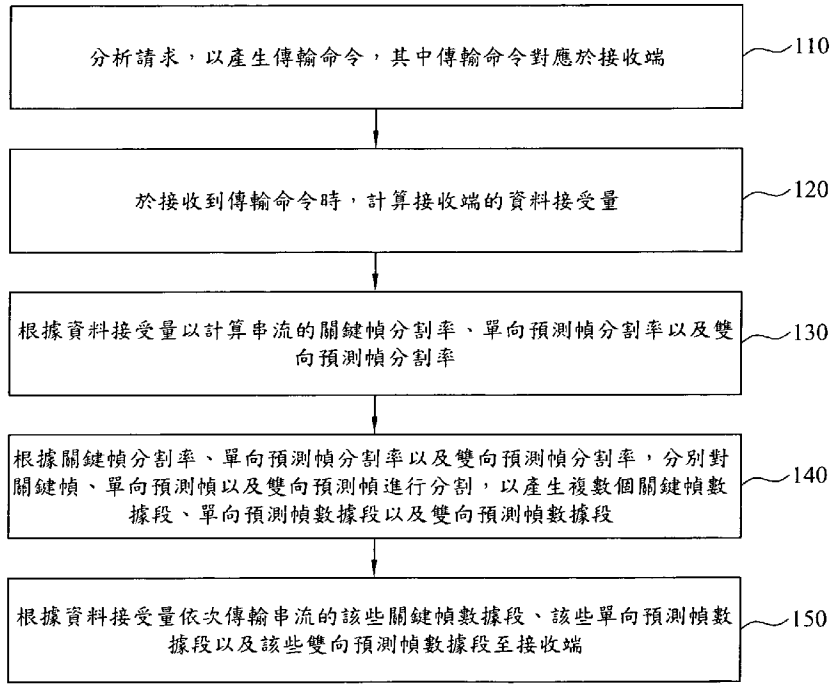 分析請求，以產生傳輸命令，其中傳輸命令對應於接收端
110
於接收到傳輸命令時，計算接收端的資料接受量
120
根據資料接受量以計算串流的關鍵幀分割率、單向預測幀分割率以及雙
向預測幀分割率
130
根據關鍵幀分割率、單向預測幀分割率以及雙向預測幀分割率，分別對
關鍵幀、單向預測幀以及雙向預測幀進行分割，以產生複數個關鍵幀數
據段、單向預測幀數據段以及雙向預測幀數據段
140
根據資料接受量依次傳輸串流的該些關鍵幀數據段、該些單向預測幀數
據段以及該些雙向預測幀數據段至接收端
150